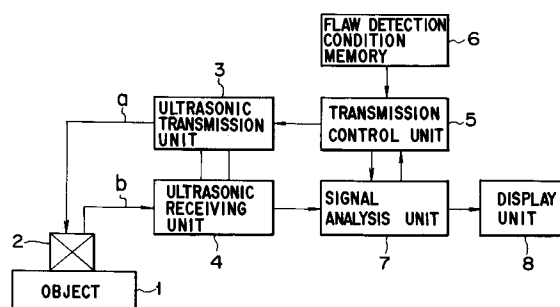 FLAW DETECTION
CONDITION
MEMORY
6
3
a
ULTRASONIC
TRANSMISSION
UNIT
TRANSMISSION
CONTROL UNIT
5
b
ULTRASONIC
RECEIVING
UNIT
4
SIGNAL
ANALYSIS UNIT
7
DISPLAY
UNIT
8
2
OBJECT
1